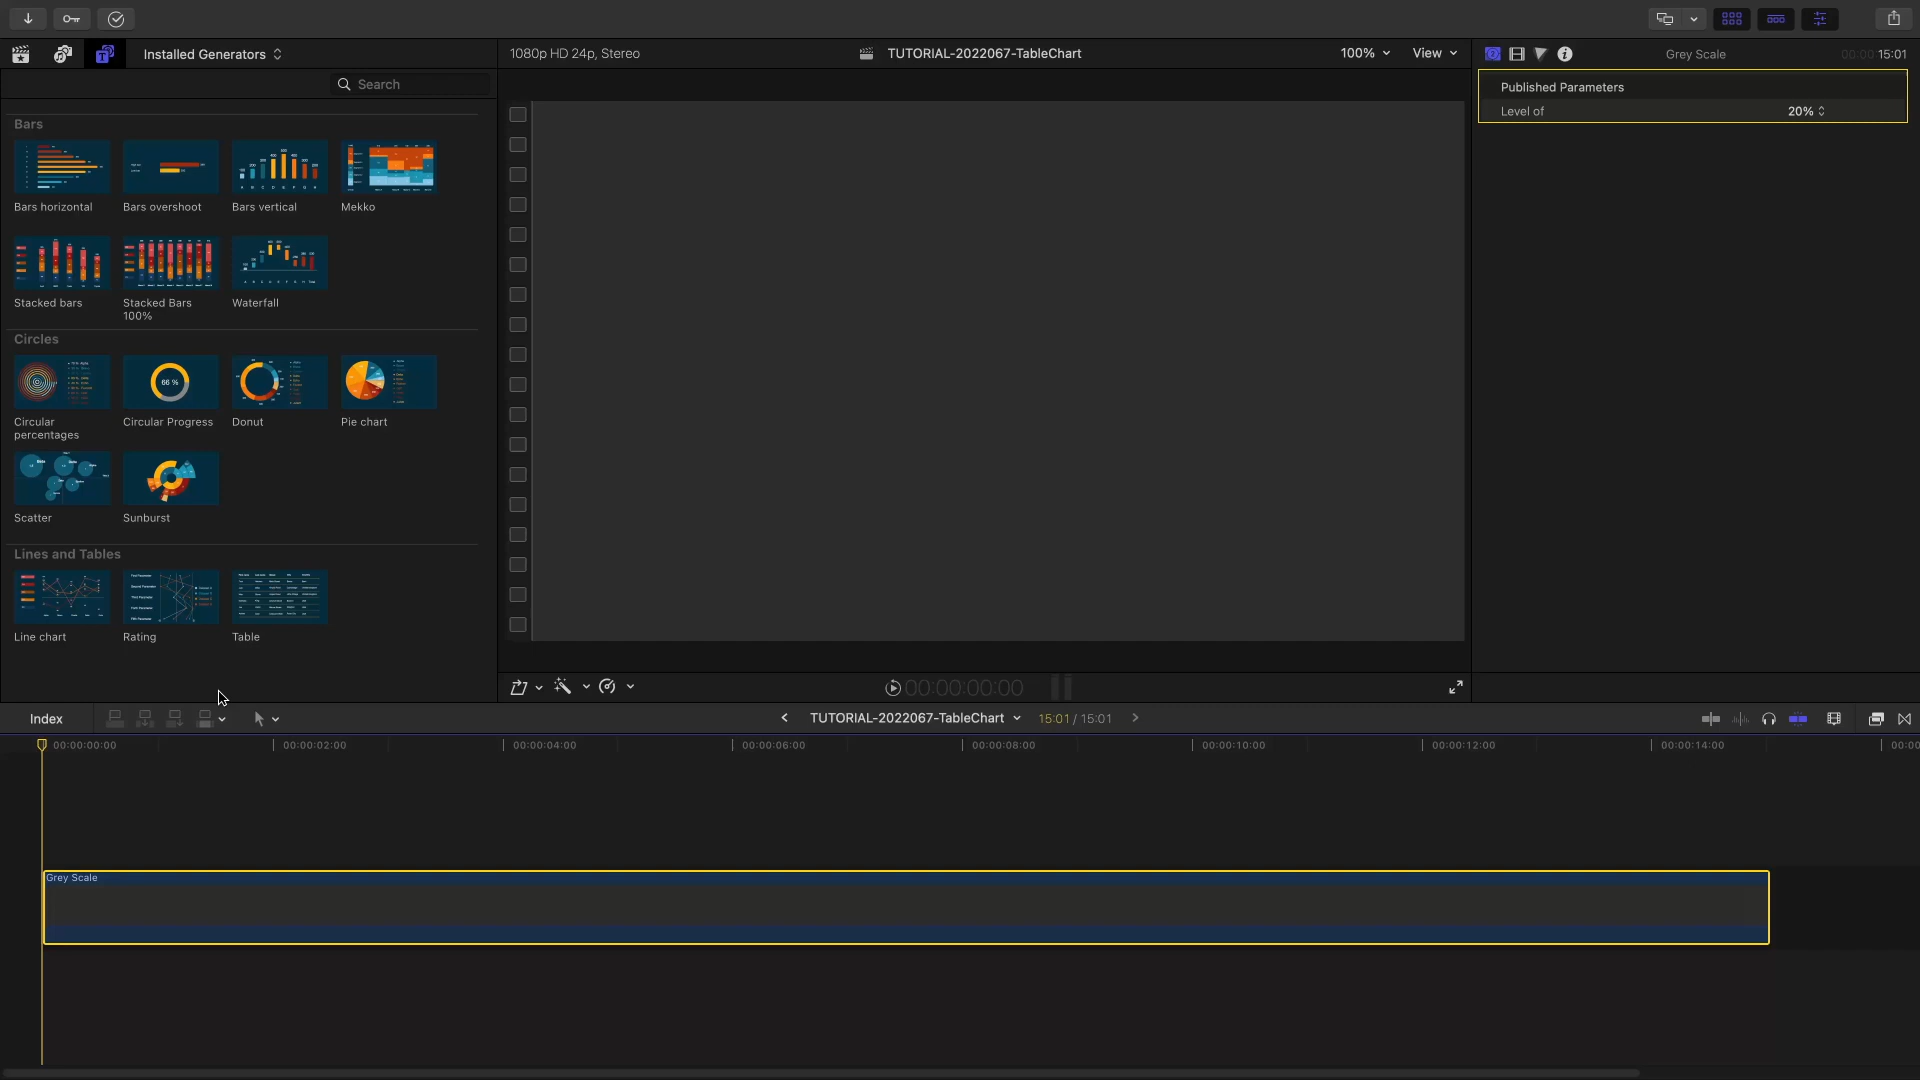 Installed Generators
1080p HD 24p, Stereo
TUTORIAL-2022067-TableChart
100%
View
Grey Scale
00:00 15:01
Search
Published Parameters
Level of
20%
Bars
Bars horizontal
Bars overshoot
Bars vertical
Mekko
Stacked bars
Stacked Bars
100%
Waterfall
Circles
66 %
Circular
percentages
Circular Progress
Donut
Pie chart
Scatter
Sunburst
Lines and Tables
Line chart
Rating
Table
00:00:00:00
Index
TUTORIAL-2022067-TableChart
15:01 / 15:01
00:00:00:00
00:00:02:00
00:00:04:00
00:00:06:00
00:00:08:00
00:00:10:00
00:00:12:00
00:00:14:00
00:00
Grey Scale